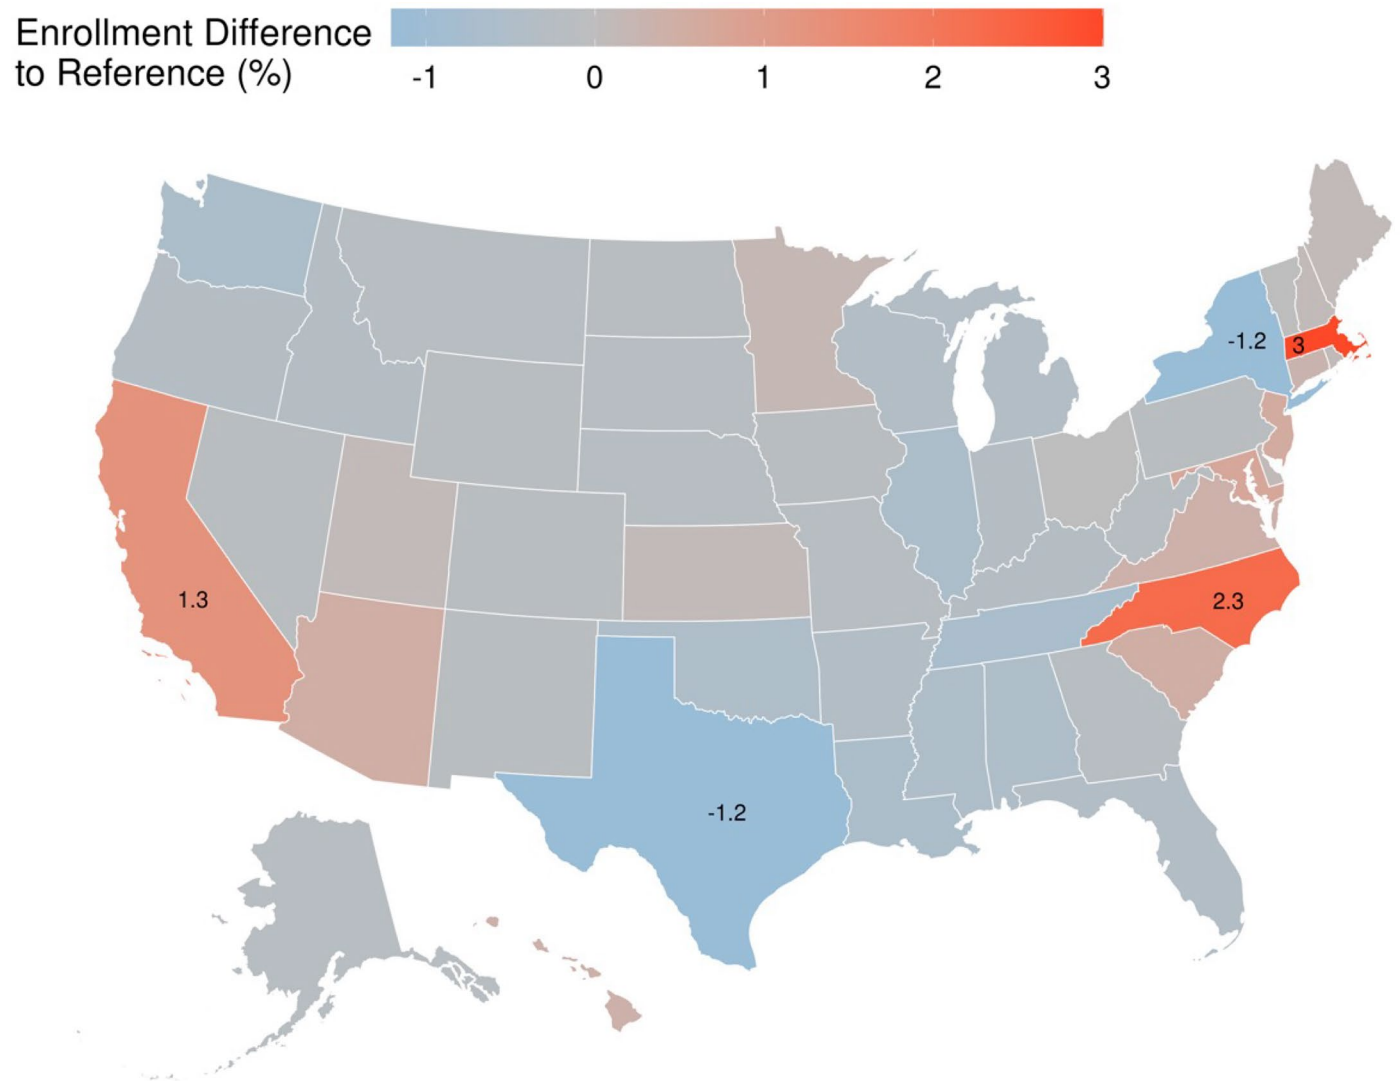 Enrollment Difference
to Reference (%)
-1 0 1 2 3
-1.2
3
1.3
2.3
-1.2